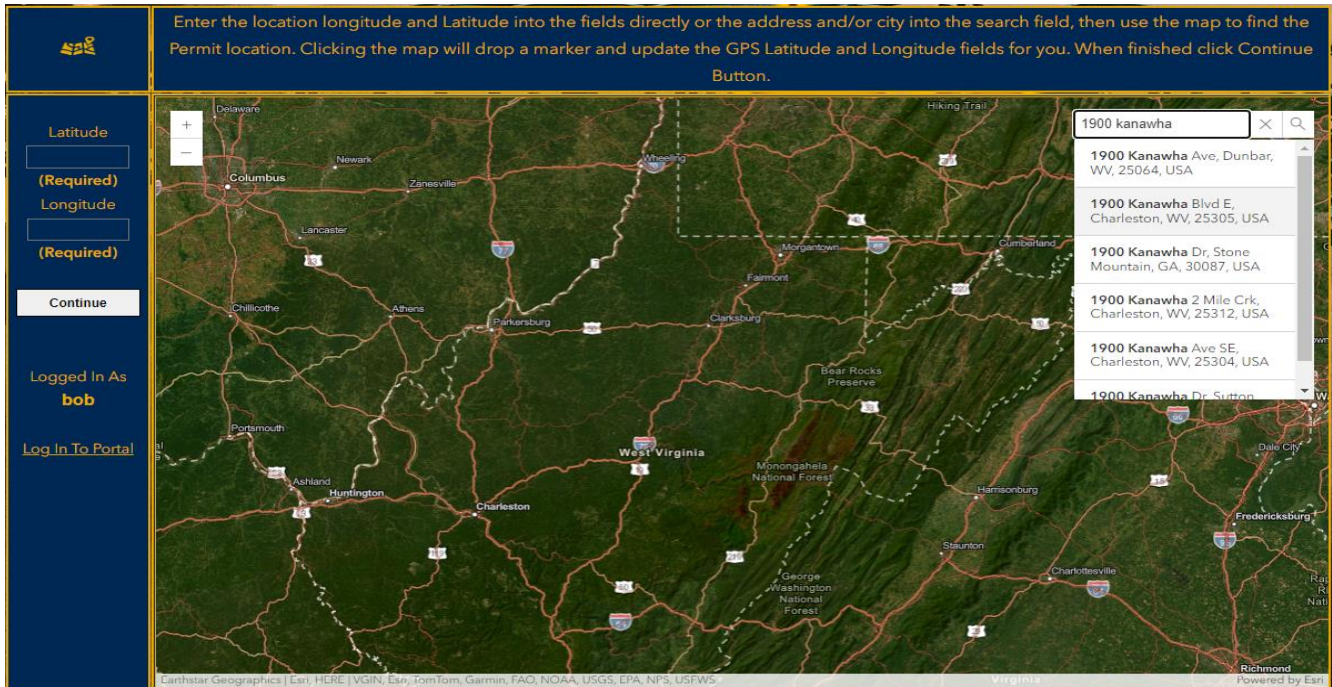 Enter the location longitude and Latitude into the fields directly or the address and/or city into the search field, then use the map to find the
Permit location. Clicking the map will drop a marker and update the GPS Latitude and Longitude fields for you. When finished click Continue
Button.
Latitude
(Required)
Longitude
(Required)
Continue
Logged In As
bob
Log In To Portal
+
–
1900 kanawha
1900 Kanawha Ave, Dunbar,
WV, 25064, USA
1900 Kanawha Blvd E,
Charleston, WV, 25305, USA
1900 Kanawha Dr, Stone
Mountain, GA, 30087, USA
1900 Kanawha 2 Mile Crk,
Charleston, WV, 25312, USA
1900 Kanawha Ave SE,
Charleston, WV, 25304, USA
1900 Kanawha Dr, Sutton
Delaware
Hiking Trail
Newark
Wheeling
Columbus
Zanesville
Lancaster
Morgantown
Cumberland
Fairmont
Chillicothe
Athens
Parkersburg
Clarksburg
Bear Rocks
Preserve
Portsmouth
West Virginia
Dale City
Monongahela
National Forest
Ashland
Huntington
Harrisonburg
Charleston
Fredericksburg
Staunton
Charlottesville
George
Washington
National
Forest
Richmond
Virginia
Earthstar Geographics | Esri, HERE | VGIN, Esri, TomTom, Garmin, FAO, NOAA, USGS, EPA, NPS, USFWS
Powered by Esri